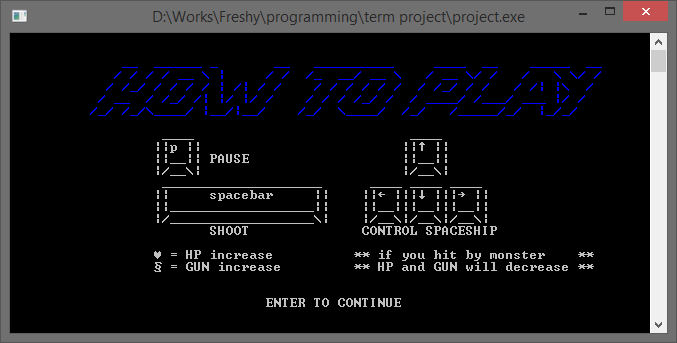 D:\Works\Freshy\programming\term project\project.exe
HOW TO PLAY
p ↑
PAUSE
spacebar ← ↓ →
SHOOT CONTROL SPACESHIP
♥ = HP increase ** if you hit by monster **
§ = GUN increase ** HP and GUN will decrease **
ENTER TO CONTINUE